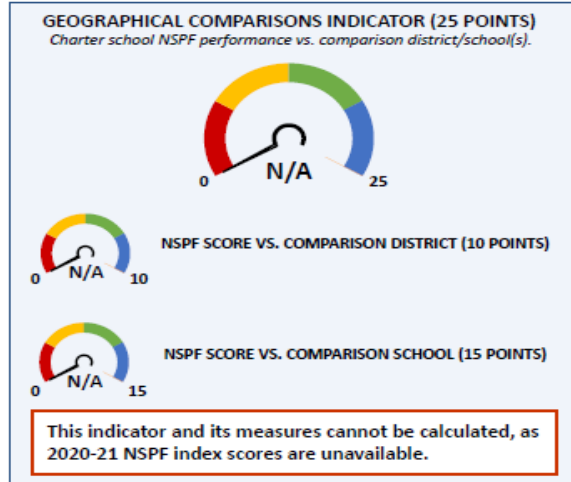 GEOGRAPHICAL COMPARISONS INDICATOR (25 POINTS)
Charter school NSPF performance vs. comparison district/school(s).
N/A
0
25
NSPF SCORE VS. COMPARISON DISTRICT (10 POINTS)
N/A
0
10
NSPF SCORE VS. COMPARISON SCHOOL (15 POINTS)
N/A
0
15
This indicator and its measures cannot be calculated, as
2020-21 NSPF index scores are unavailable.